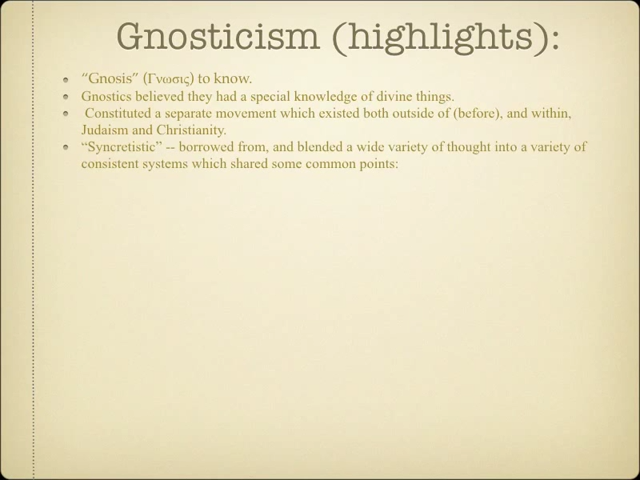 Gnosticism (highlights):
• "Gnosis" (Γνωσις) to know.
• Gnostics believed they had a special knowledge of divine things.
• Constituted a separate movement which existed both outside of (before), and within,
Judaism and Christianity.
• “Syncretistic” -- borrowed from, and blended a wide variety of thought into a variety of
consistent systems which shared some common points: